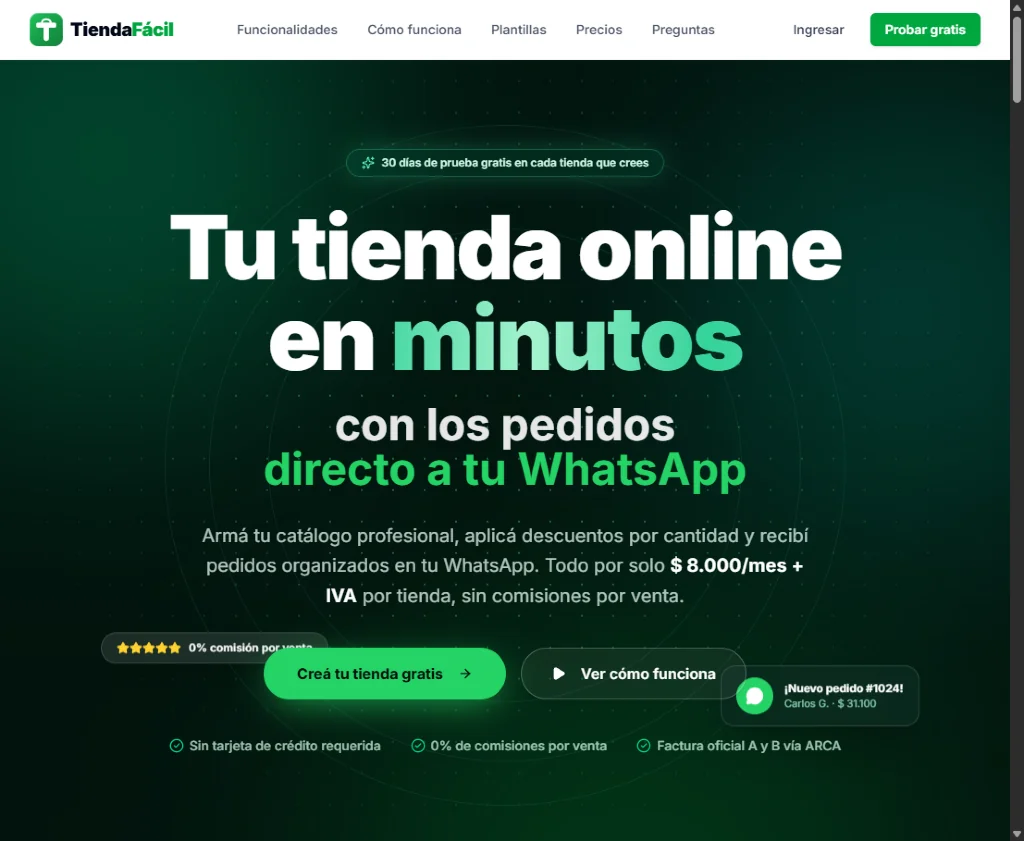 TiendaFácil
Funcionalidades
Cómo funciona
Plantillas
Precios
Preguntas
Ingresar
Probar gratis
30 días de prueba gratis en cada tienda que crees
Tu tienda online
en minutos
con los pedidos
directo a tu WhatsApp
Armá tu catálogo profesional, aplicá descuentos por cantidad y recibí
pedidos organizados en tu WhatsApp. Todo por solo $ 8.000/mes +
IVA por tienda, sin comisiones por venta.
0% comisión por venta
Creá tu tienda gratis
Ver cómo funciona
¡Nuevo pedido #1024!
Carlos G. · $ 31.100
Sin tarjeta de crédito requerida
0% de comisiones por venta
Factura oficial A y B vía ARCA